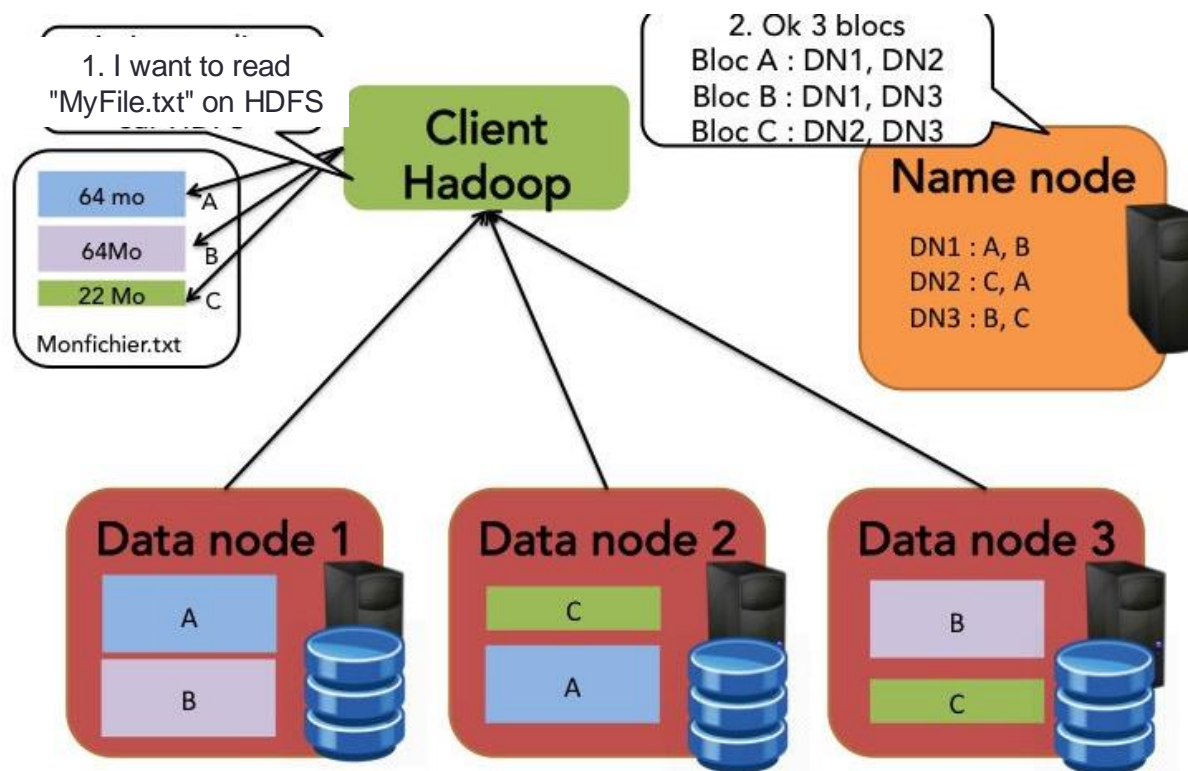 1. I want to read
"MyFile.txt" on HDFS
2. Ok 3 blocs
Bloc A : DN1, DN2
Bloc B : DN1, DN3
Bloc C : DN2, DN3
Client
Hadoop
64 mo
A
64Mo
B
22 Mo
C
Monfichier.txt
Name node
DN1 : A, B
DN2 : C, A
DN3 : B, C
Data node 1
A
B
Data node 2
C
A
Data node 3
B
C